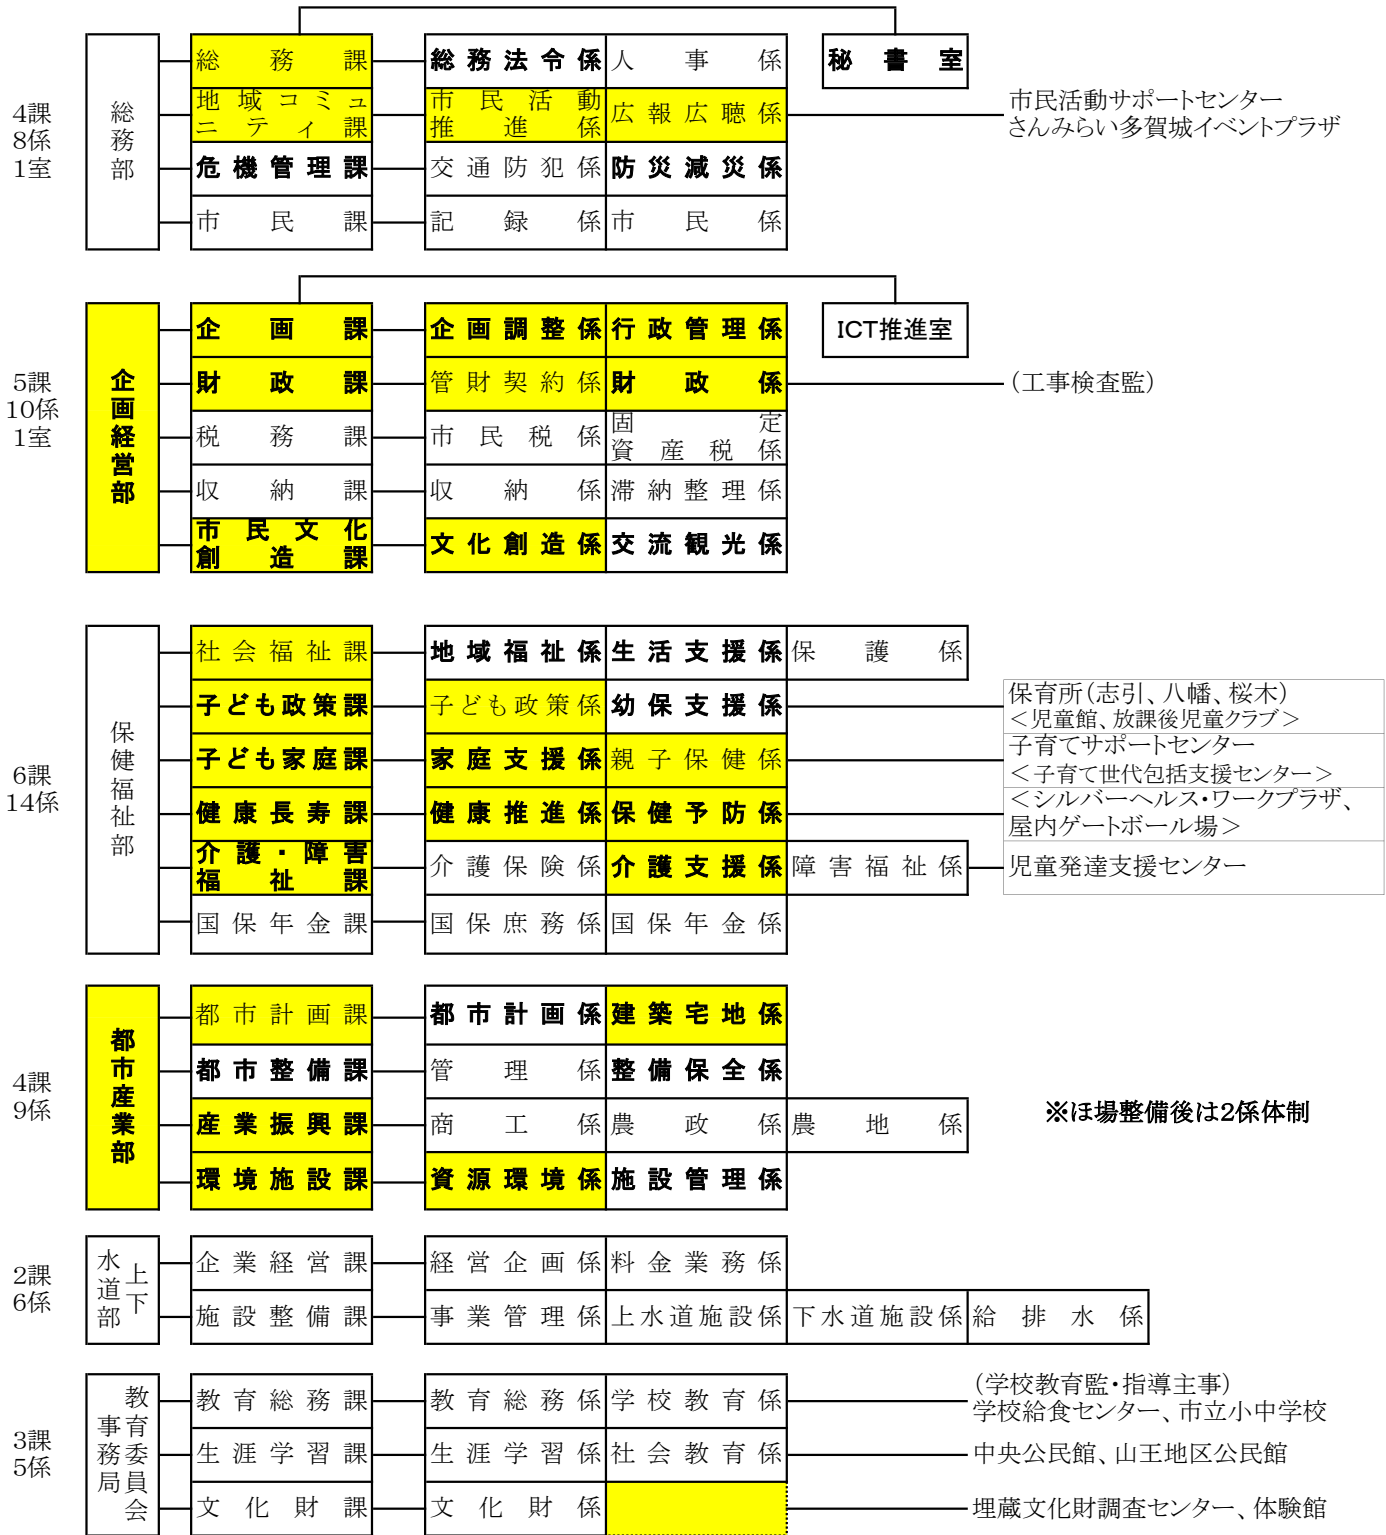 4課
8係
1室
総務部
総務課
総務法令係
人事係
秘書室
地域コミュ
ニティ課
市民活動
推進係
広報広聴係
市民活動サポートセンター
さんみらい多賀城イベントプラザ
危機管理課
交通防犯係
防災減災係
市民課
記録係
市民係
5課
10係
1室
企画経営部
企画課
企画調整係
行政管理係
ICT推進室
財政課
管財契約係
財政係
（工事検査監）
税務課
市民税係
固定
資産税係
収納課
収納係
滞納整理係
市民文化
創造課
文化創造係
交流観光係
6課
14係
保健福祉部
社会福祉課
地域福祉係
生活支援係
保護係
子ども政策課
子ども政策係
幼保支援係
保育所（志引、八幡、桜木）
＜児童館、放課後児童クラブ＞
子ども家庭課
家庭支援係
親子保健係
子育てサポートセンター
＜子育て世代包括支援センター＞
健康長寿課
健康推進係
保健予防係
＜シルバーヘルス・ワークプラザ、
屋内ゲートボール場＞
介護・障害
福祉課
介護保険係
介護支援係
障害福祉係
児童発達支援センター
国保年金課
国保庶務係
国保年金係
4課
9係
都市産業部
都市計画課
都市計画係
建築宅地係
都市整備課
管理係
整備保全係
産業振興課
商工係
農政係
農地係
※ほ場整備後は2係体制
環境施設課
資源環境係
施設管理係
2課
6係
上下
水道部
企業経営課
経営企画係
料金業務係
施設整備課
事業管理係
上水道施設係
下水道施設係
給排水係
3課
5係
教育委員会
事務局
教育総務課
教育総務係
学校教育係
（学校教育監・指導主事）
学校給食センター、市立小中学校
生涯学習課
生涯学習係
社会教育係
中央公民館、山王地区公民館
文化財課
文化財係
埋蔵文化財調査センター、体験館